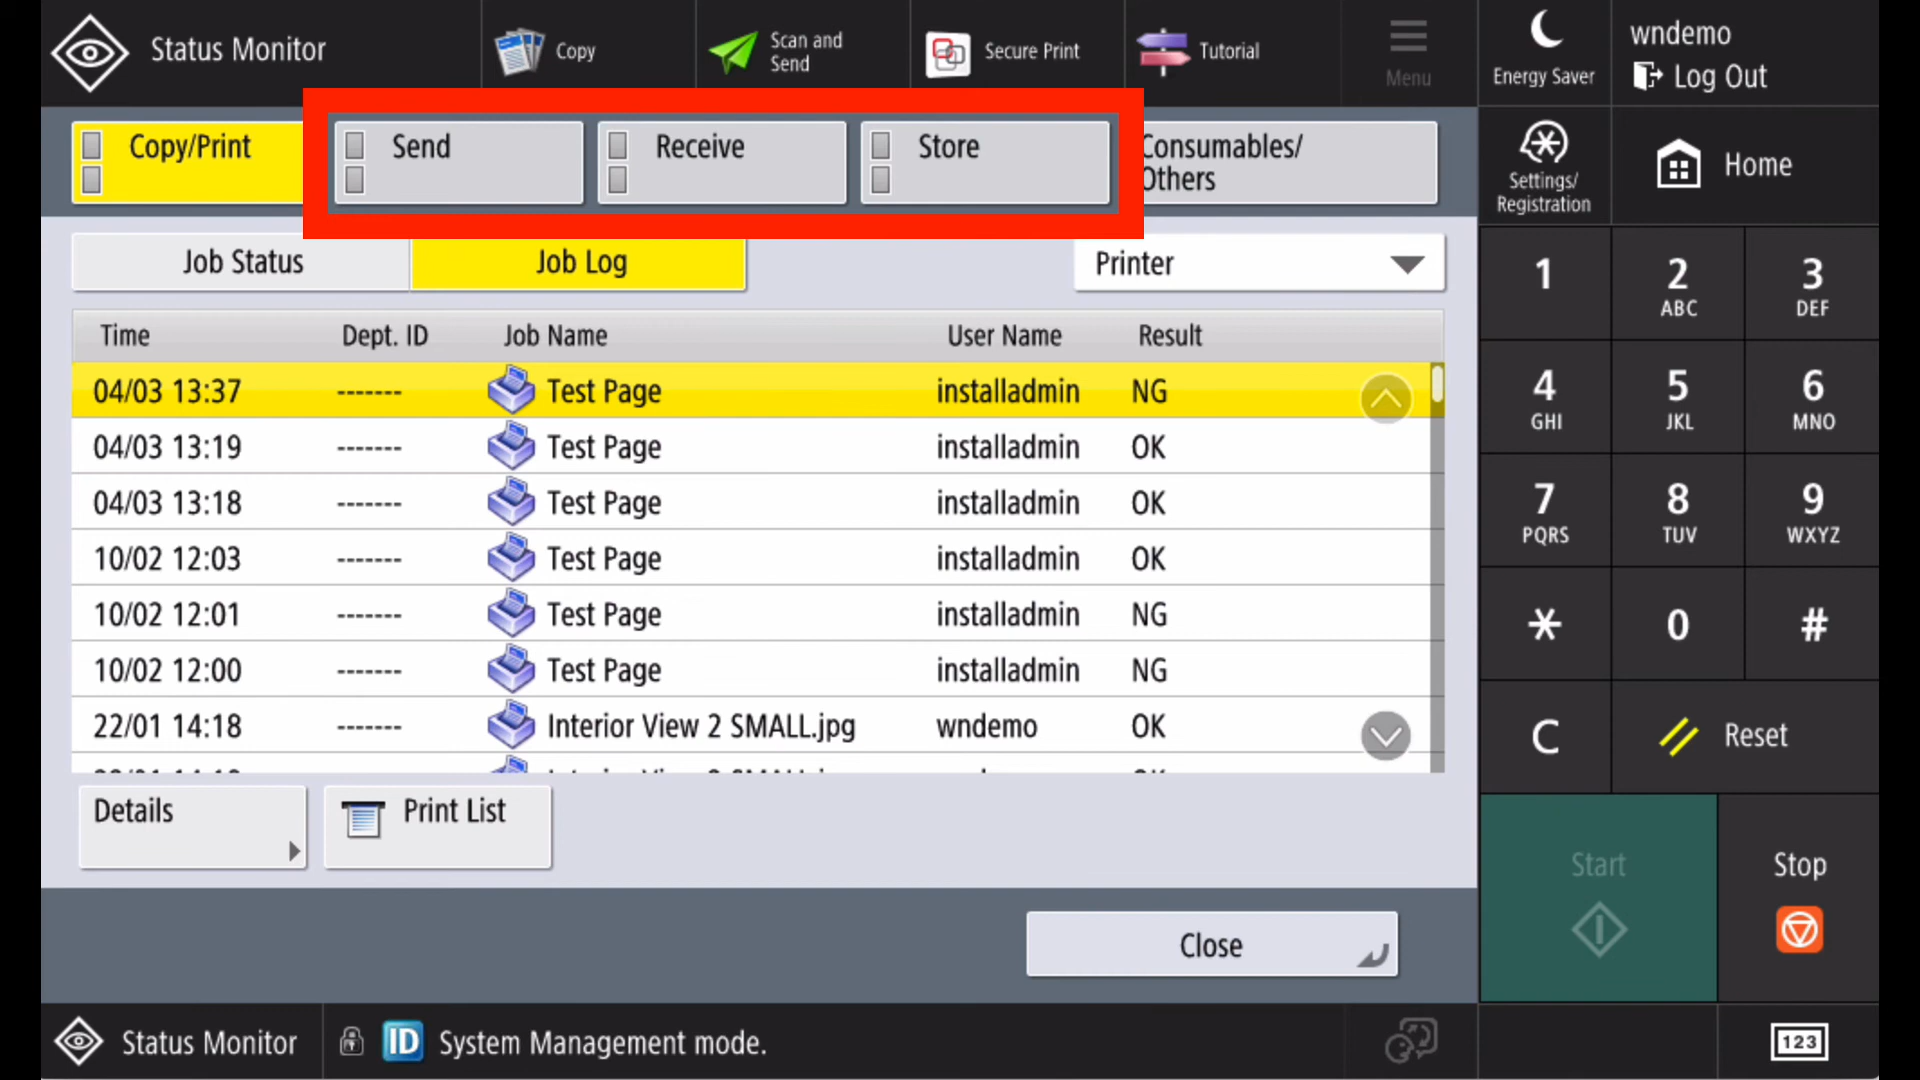 Status Monitor
Copy
Scan and
Send
Secure Print
Tutorial
Menu
Energy Saver
wndemo
Log Out
Copy/Print
Send
Receive
Store
Consumables/
Others
Settings/
Registration
Home
Job Status
Job Log
Printer
Time Dept. ID Job Name User Name Result
04/03 13:37 ------- Test Page installadmin NG
04/03 13:19 ------- Test Page installadmin OK
04/03 13:18 ------- Test Page installadmin OK
10/02 12:03 ------- Test Page installadmin OK
10/02 12:01 ------- Test Page installadmin NG
10/02 12:00 ------- Test Page installadmin NG
22/01 14:18 ------- Interior View 2 SMALL.jpg wndemo OK
Details
Print List
Close
1
2 ABC
3 DEF
4 GHI
5 JKL
6 MNO
7 PQRS
8 TUV
9 WXYZ
*
0
#
C
Reset
Start
Stop
Status Monitor
ID System Management mode.
123